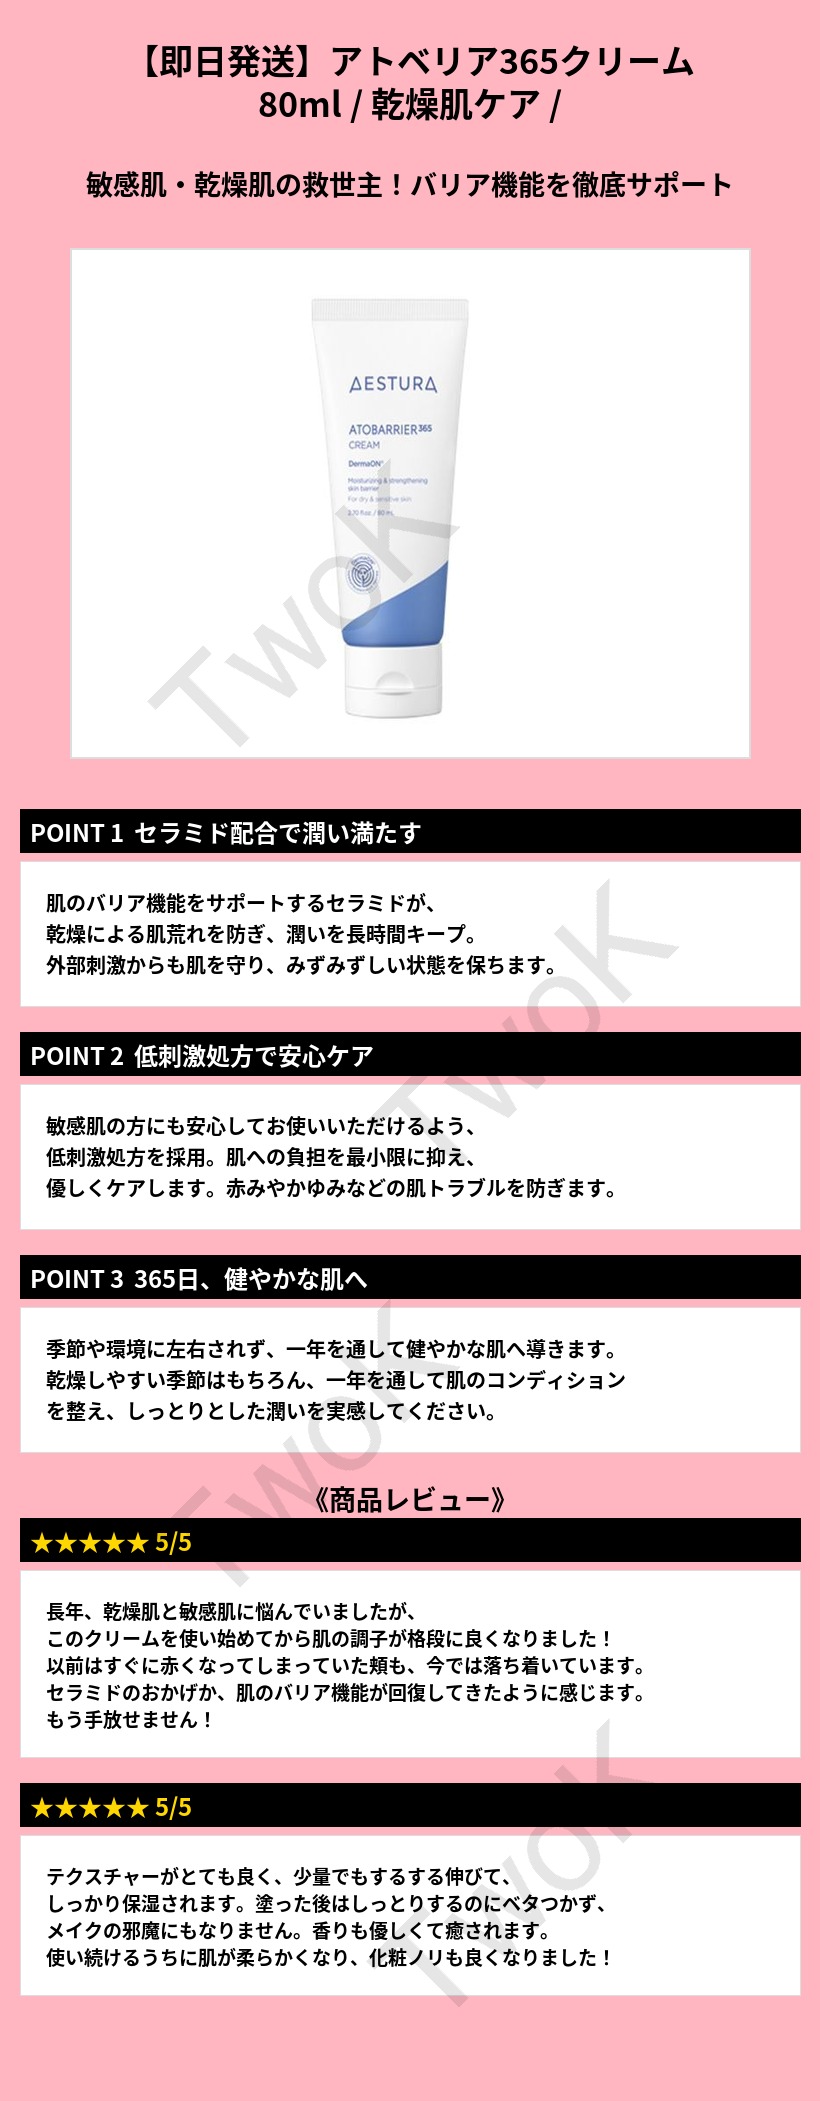 【即日発送】アトベリア365クリーム
80ml / 乾燥肌ケア /
敏感肌・乾燥肌の救世主！バリア機能を徹底サポート
AESTURA
ATOBARRIER365
CREAM
DermaON®
Moisturizing & strengthening
skin barrier
For dry & sensitive skin
2.70 fl.oz. / 80 mL
TwoK
POINT 1 セラミド配合で潤い満たす
肌のバリア機能をサポートするセラミドが、
乾燥による肌荒れを防ぎ、潤いを長時間キープ。
外部刺激からも肌を守り、みずみずしい状態を保ちます。
TwoK
POINT 2 低刺激処方で安心ケア
敏感肌の方にも安心してお使いいただけるよう、
低刺激処方を採用。肌への負担を最小限に抑え、
優しくケアします。赤みやかゆみなどの肌トラブルを防ぎます。
POINT 3 365日、健やかな肌へ
季節や環境に左右されず、一年を通して健やかな肌へ導きます。
乾燥しやすい季節はもちろん、一年を通して肌のコンディション
を整え、しっとりとした潤いを実感してください。
TwoK
《商品レビュー》
★★★★★ 5/5
長年、乾燥肌と敏感肌に悩んでいましたが、
このクリームを使い始めてから肌の調子が格段に良くなりました！
以前はすぐに赤くなってしまっていた頬も、今では落ち着いています。
セラミドのおかげか、肌のバリア機能が回復してきたように感じます。
もう手放せません！
★★★★★ 5/5
テクスチャーがとても良く、少量でもするする伸びて、
しっかり保湿されます。塗った後はしっとりするのにベタつかず、
メイクの邪魔にもなりません。香りも優しくて癒されます。
使い続けるうちに肌が柔らかくなり、化粧ノリも良くなりました！
TwoK